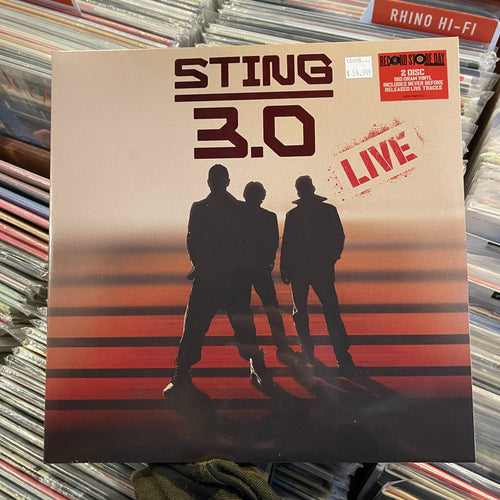 RHINO HI-FI
STING
3.0
LIVE
$ 54.99
RECORD STORE DAY
2 DISC
180 GRAM VINYL
INCLUDES NEVER BEFORE
RELEASED LIVE TRACKS